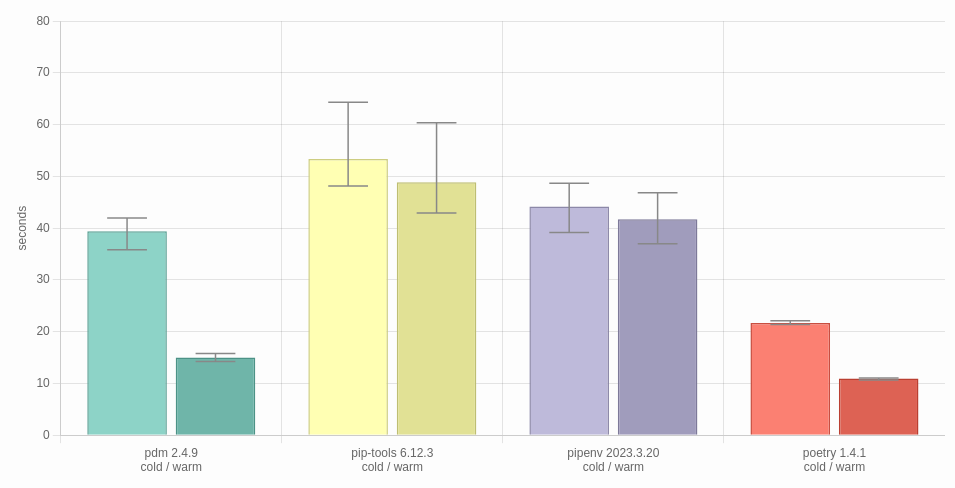 80
70
60
50
40
30
20
10
0
seconds
pdm 2.4.9
cold / warm
pip-tools 6.12.3
cold / warm
pipenv 2023.3.20
cold / warm
poetry 1.4.1
cold / warm